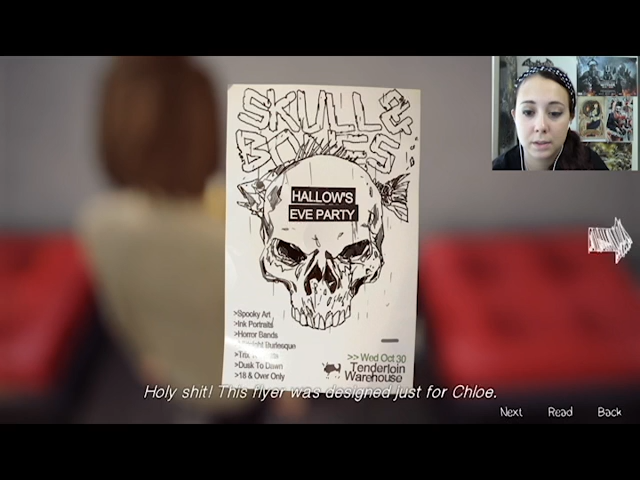 SKULL &
BONES
HALLOW'S
EVE PARTY
>Spooky Art
>Ink Portraits
>Horror Bands
Burlesque
>Dusk To Dawn
>18 & Over Only
>> Wed Oct 30
Tenderloin
Warehouse
Holy shit! This flyer was designed just for Chloe.
Next Read Back